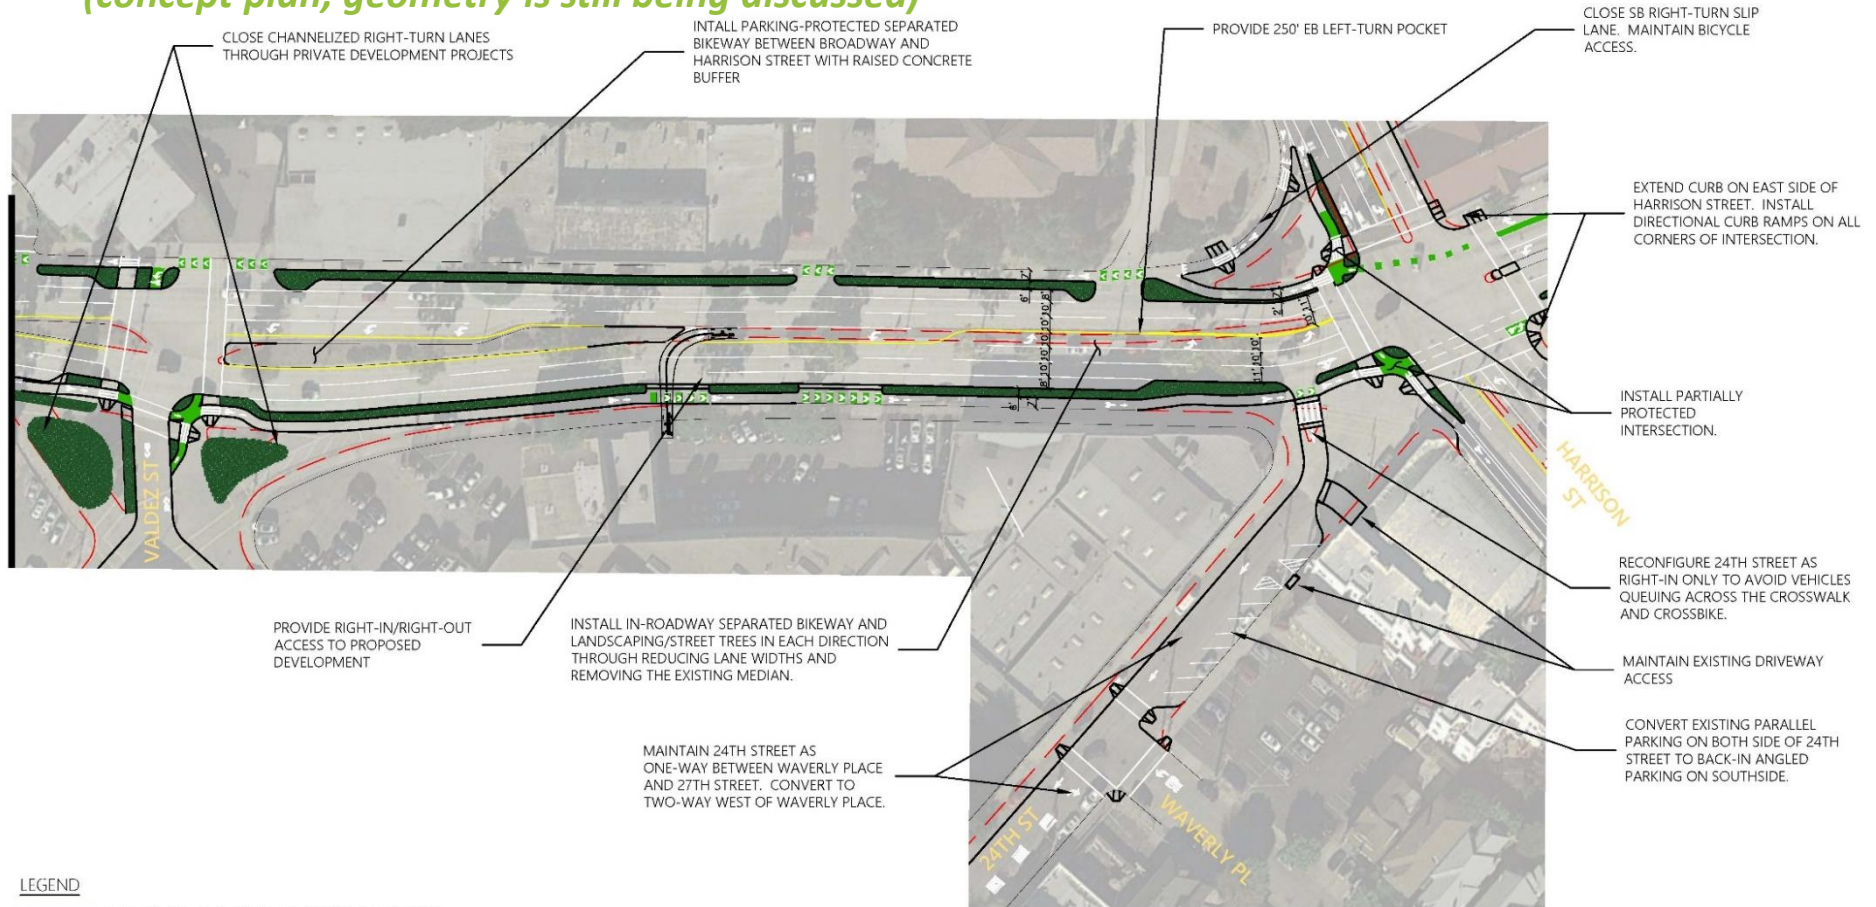 (concept plan, geometry is still being discussed)
CLOSE CHANNELIZED RIGHT-TURN LANES
THROUGH PRIVATE DEVELOPMENT PROJECTS
INTALL PARKING-PROTECTED SEPARATED
BIKEWAY BETWEEN BROADWAY AND
HARRISON STREET WITH RAISED CONCRETE
BUFFER
PROVIDE 250' EB LEFT-TURN POCKET
CLOSE SB RIGHT-TURN SLIP
LANE. MAINTAIN BICYCLE
ACCESS.
EXTEND CURB ON EAST SIDE OF
HARRISON STREET. INSTALL
DIRECTIONAL CURB RAMPS ON ALL
CORNERS OF INTERSECTION.
INSTALL PARTIALLY
PROTECTED
INTERSECTION.
HARRISON
ST
VALDEZ ST
RECONFIGURE 24TH STREET AS
RIGHT-IN ONLY TO AVOID VEHICLES
QUEUING ACROSS THE CROSSWALK
AND CROSSBIKE.
PROVIDE RIGHT-IN/RIGHT-OUT
ACCESS TO PROPOSED
DEVELOPMENT
INSTALL IN-ROADWAY SEPARATED BIKEWAY AND
LANDSCAPING/STREET TREES IN EACH DIRECTION
THROUGH REDUCING LANE WIDTHS AND
REMOVING THE EXISTING MEDIAN.
MAINTAIN EXISTING DRIVEWAY
ACCESS
CONVERT EXISTING PARALLEL
PARKING ON BOTH SIDE OF 24TH
STREET TO BACK-IN ANGLED
PARKING ON SOUTHSIDE.
MAINTAIN 24TH STREET AS
ONE-WAY BETWEEN WAVERLY PLACE
AND 27TH STREET. CONVERT TO
TWO-WAY WEST OF WAVERLY PLACE.
24TH ST
WAVERLY PL
LEGEND